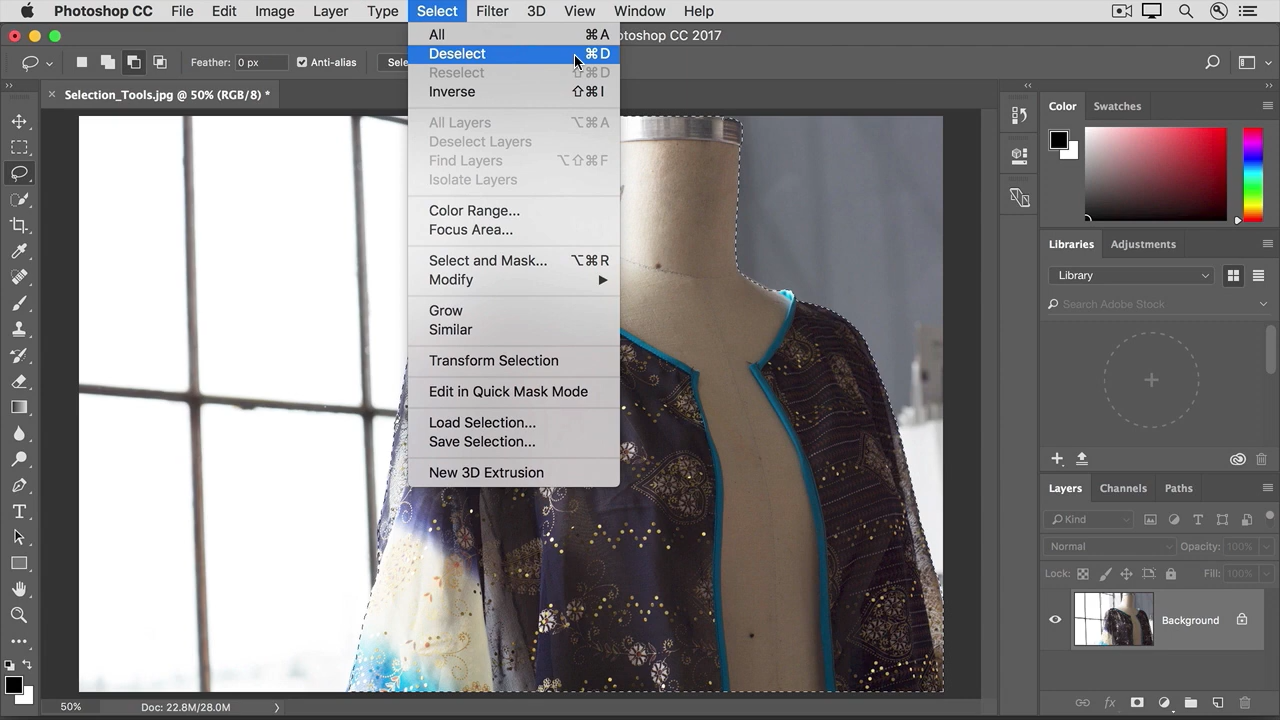 Photoshop CC File Edit Image Layer Type Select Filter 3D View Window Help
otoshop CC 2017
Feather: 0 px Anti-alias Sele
Selection_Tools.jpg @ 50% (RGB/8) *
All ⌘A
Deselect ⌘D
Reselect ⇧⌘D
Inverse ⇧⌘I
All Layers ⌥⌘A
Deselect Layers
Find Layers ⌥⇧⌘F
Isolate Layers
Color Range...
Focus Area...
Select and Mask... ⌥⌘R
Modify
Grow
Similar
Transform Selection
Edit in Quick Mask Mode
Load Selection...
Save Selection...
New 3D Extrusion
Color Swatches
Libraries Adjustments
Library
Search Adobe Stock
Layers Channels Paths
Kind
Normal Opacity: 100%
Lock: Fill: 100%
Background
50% Doc: 22.8M/28.0M